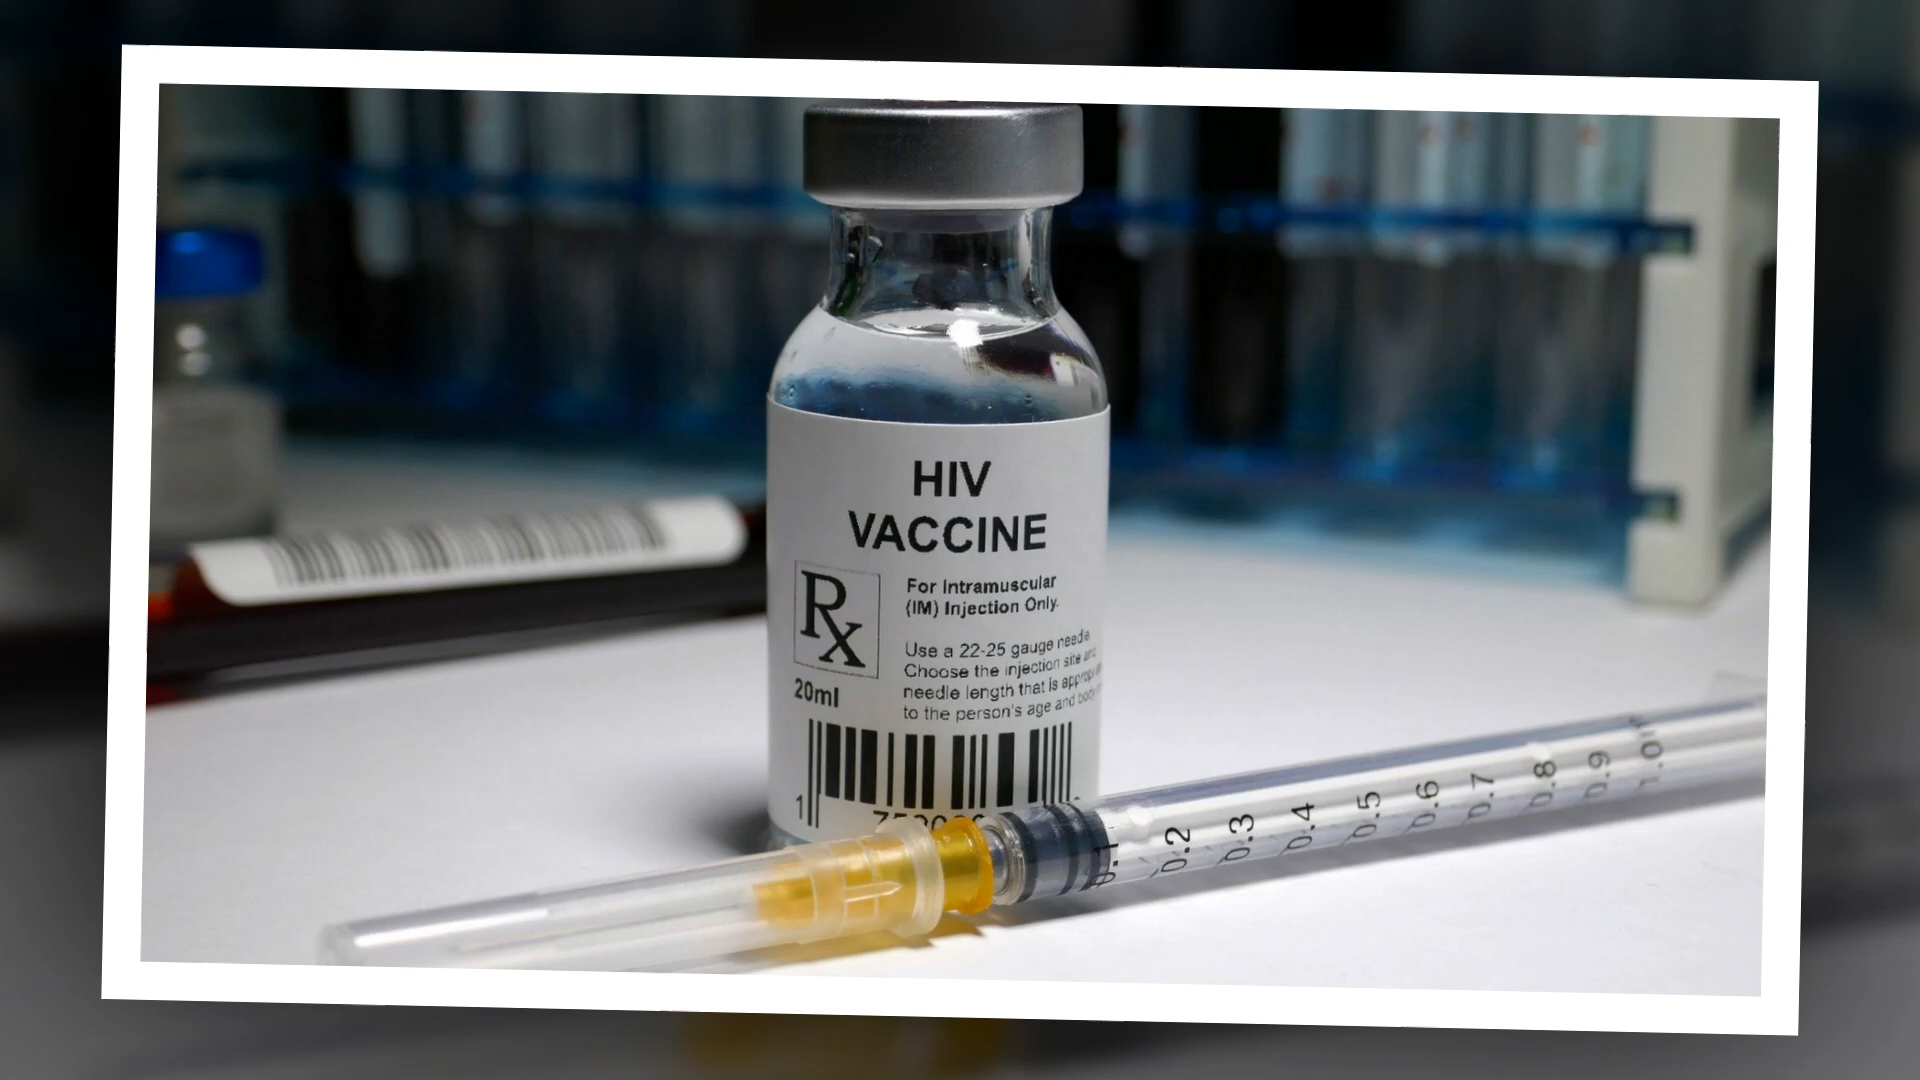 HIV
VACCINE
Rx
For Intramuscular
(IM) Injection Only.
Use a 22-25 gauge needle.
Choose the injection site and
needle length that is
to the person's age and
20ml
1
0.1
0.2
0.3
0.4
0.5
0.6
0.7
0.8
0.9
1.0